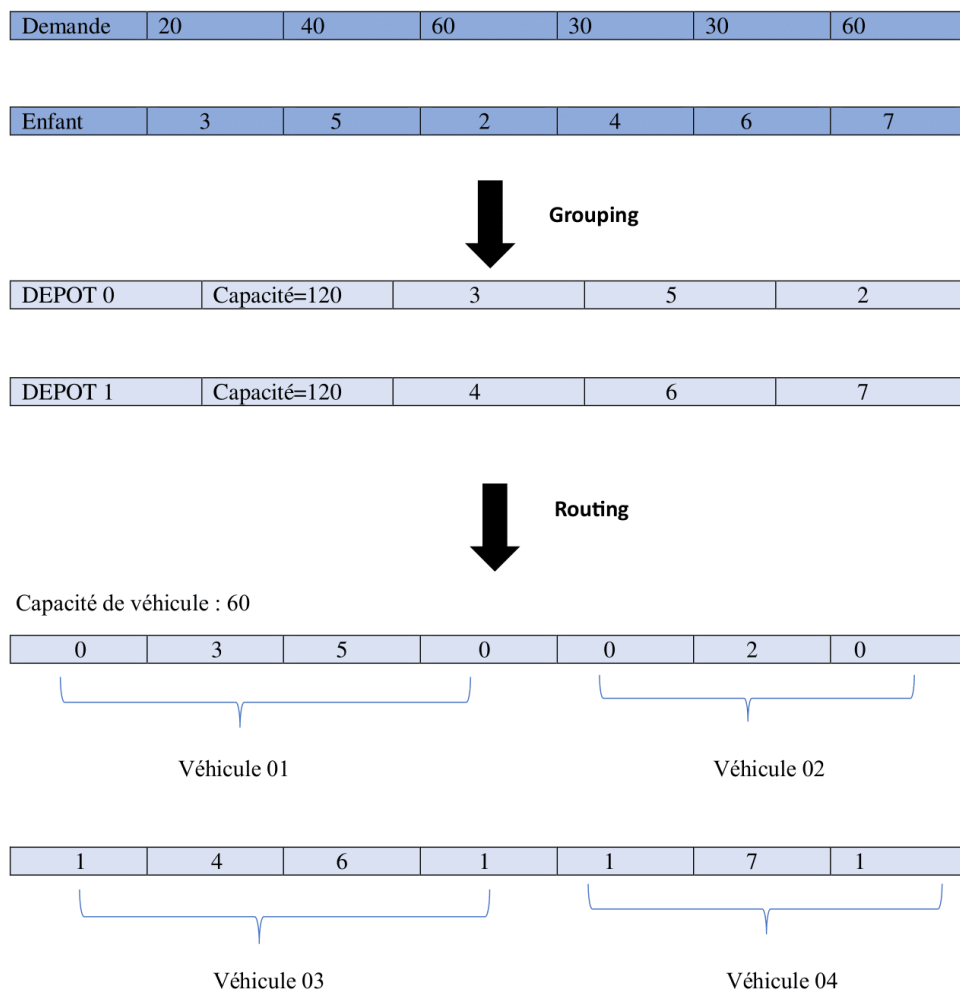 Demande 20 40 60 30 30 60
Enfant 3 5 2 4 6 7
Grouping
DEPOT 0 Capacité=120 3 5 2
DEPOT 1 Capacité=120 4 6 7
Routing
Capacité de véhicule : 60
0 3 5 0 0 2 0
Véhicule 01 Véhicule 02
1 4 6 1 1 7 1
Véhicule 03 Véhicule 04